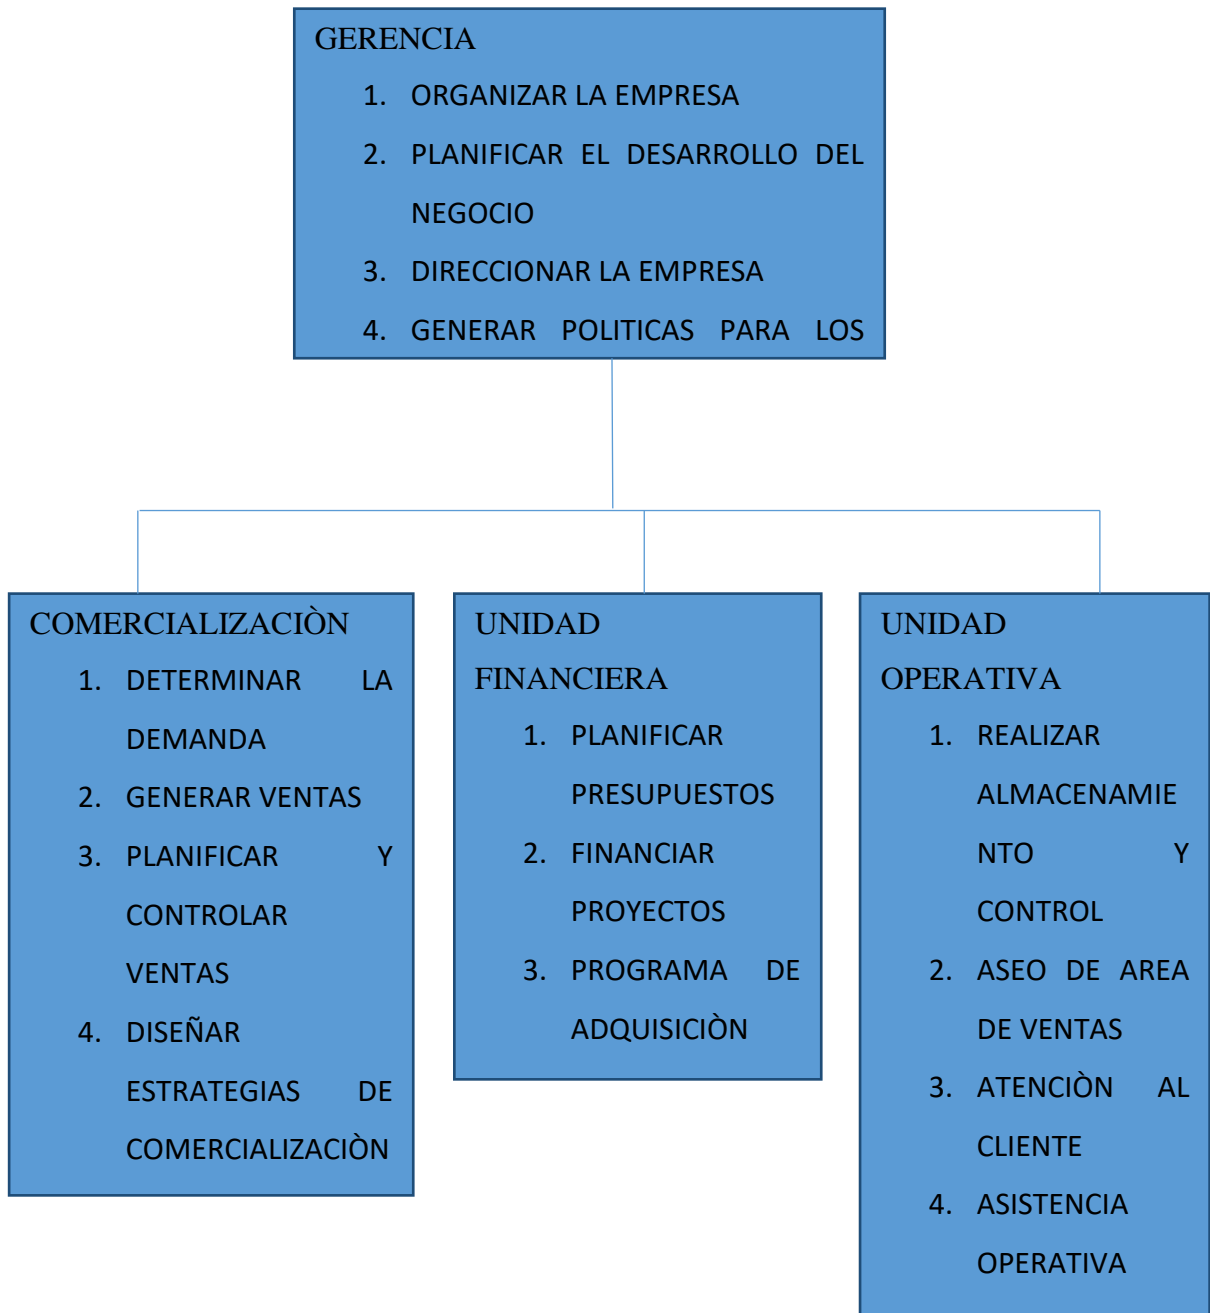 GERENCIA
1. ORGANIZAR LA EMPRESA
2. PLANIFICAR EL DESARROLLO DEL
NEGOCIO
3. DIRECCIONAR LA EMPRESA
4. GENERAR POLITICAS PARA LOS
COMERCIALIZACIÒN
1. DETERMINAR LA
DEMANDA
2. GENERAR VENTAS
3. PLANIFICAR Y
CONTROLAR
VENTAS
4. DISEÑAR
ESTRATEGIAS DE
COMERCIALIZACIÒN
UNIDAD
FINANCIERA
1. PLANIFICAR
PRESUPUESTOS
2. FINANCIAR
PROYECTOS
3. PROGRAMA DE
ADQUISICIÒN
UNIDAD
OPERATIVA
1. REALIZAR
ALMACENAMIE
NTO Y
CONTROL
2. ASEO DE AREA
DE VENTAS
3. ATENCIÒN AL
CLIENTE
4. ASISTENCIA
OPERATIVA